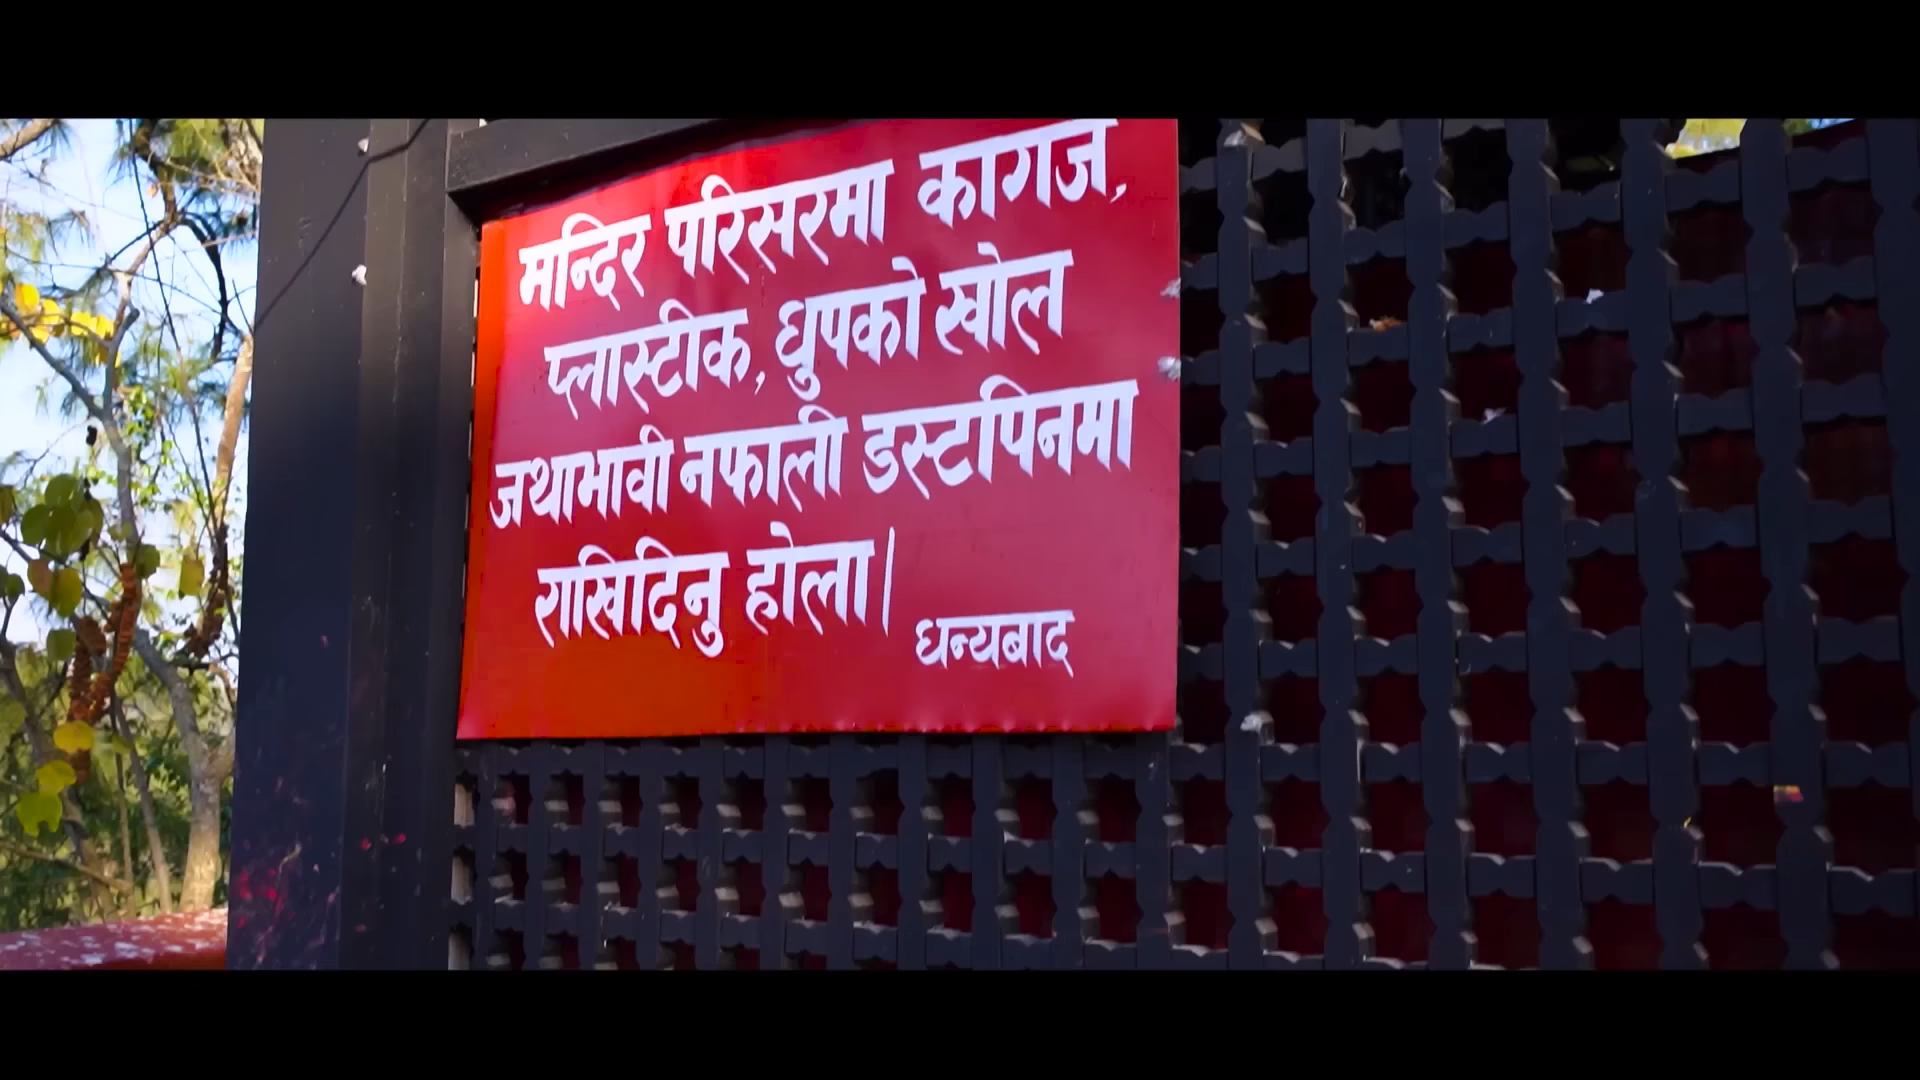 मन्दिर परिसरमा कागज,
प्लास्टीक, धुपको खोल
जथाभावी नफाली डस्टपिनमा
राखिदिनु होला।
धन्यबाद